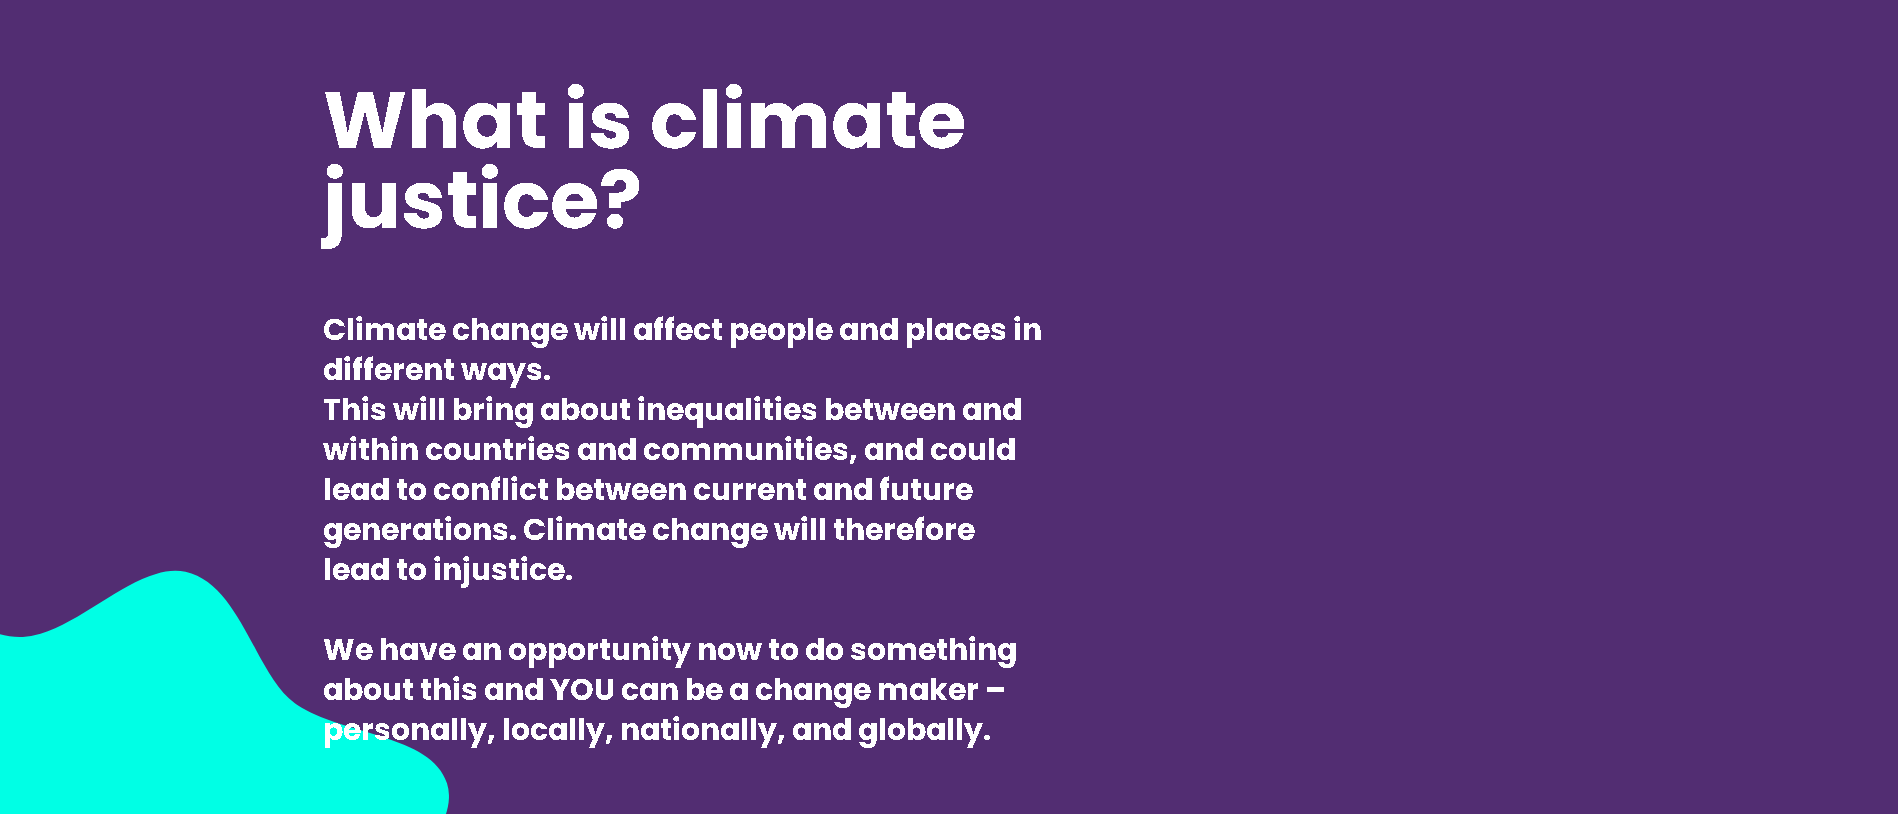 What is climate
justice?
Climate change will affect people and places in
different ways.
This will bring about inequalities between and
within countries and communities, and could
lead to conflict between current and future
generations. Climate change will therefore
lead to injustice.
We have an opportunity now to do something
about this and YOU can be a change maker –
personally, locally, nationally, and globally.